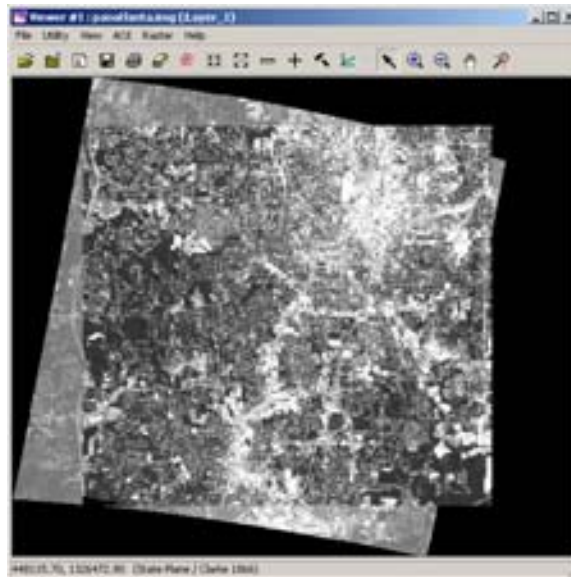 Viewer #1 : panatlanta.img (:Layer_1)
File Utility View AOI Raster Help
(State Plane / Clarke 1866)